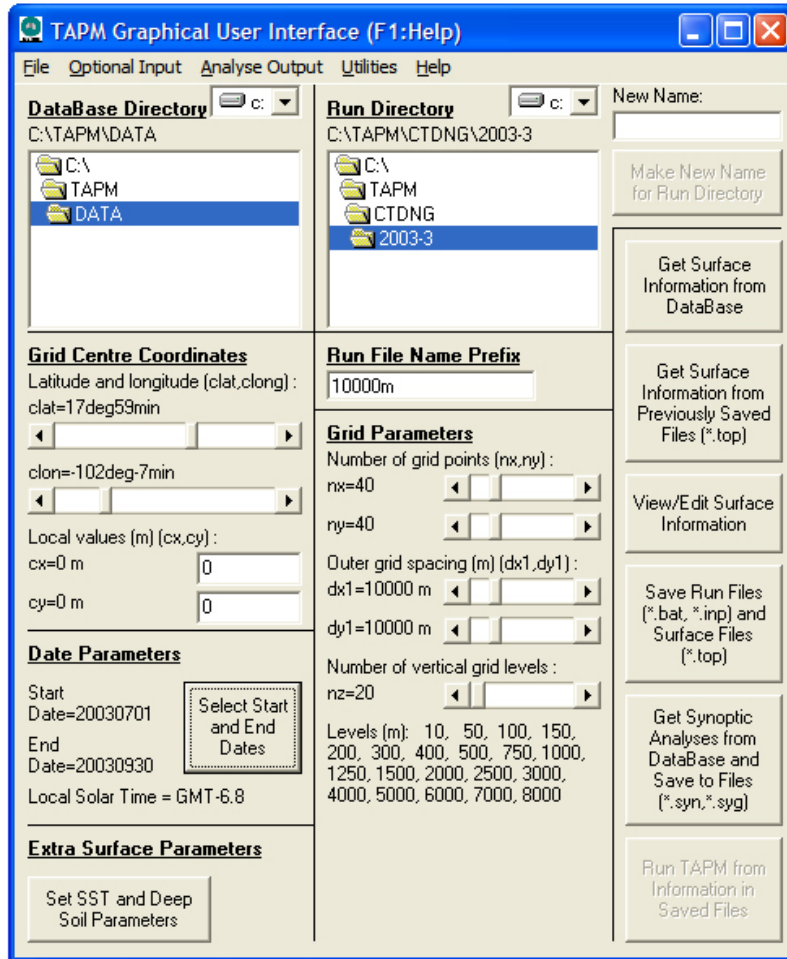 TAPM Graphical User Interface (F1:Help)
File Optional Input Analyse Output Utilities Help
DataBase Directory
c:
C:\TAPM\DATA
C:\
TAPM
DATA
Grid Centre Coordinates
Latitude and longitude (clat,clong) :
clat=17deg59min
clon=-102deg-7min
Local values (m) (cx,cy) :
cx=0 m
0
cy=0 m
0
Date Parameters
Start
Date=20030701
End
Date=20030930
Select Start
and End
Dates
Local Solar Time = GMT-6.8
Extra Surface Parameters
Set SST and Deep
Soil Parameters
Run Directory
c:
C:\TAPM\CTDNG\2003-3
C:\
TAPM
CTDNG
2003-3
Run File Name Prefix
10000m
Grid Parameters
Number of grid points (nx,ny) :
nx=40
ny=40
Outer grid spacing (m) (dx1,dy1) :
dx1=10000 m
dy1=10000 m
Number of vertical grid levels :
nz=20
Levels (m): 10, 50, 100, 150,
200, 300, 400, 500, 750, 1000,
1250, 1500, 2000, 2500, 3000,
4000, 5000, 6000, 7000, 8000
New Name:
Make New Name
for Run Directory
Get Surface
Information from
DataBase
Get Surface
Information from
Previously Saved
Files (*.top)
View/Edit Surface
Information
Save Run Files
(*.bat, *.inp) and
Surface Files
(*.top)
Get Synoptic
Analyses from
DataBase and
Save to Files
(*.syn,*.syg)
Run TAPM from
Information in
Saved Files